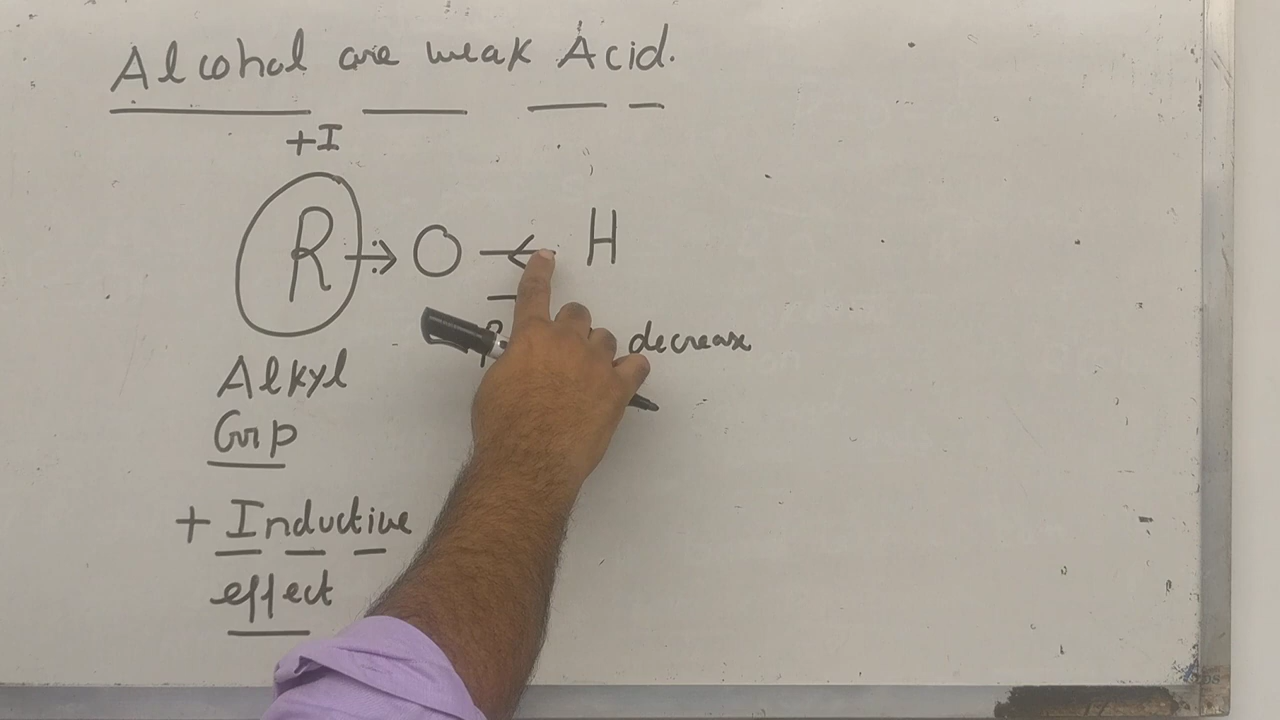 Alcohol are weak Acid.
+I
R → O ← H
decrease
Alkyl
Grp
+ Inductive
effect